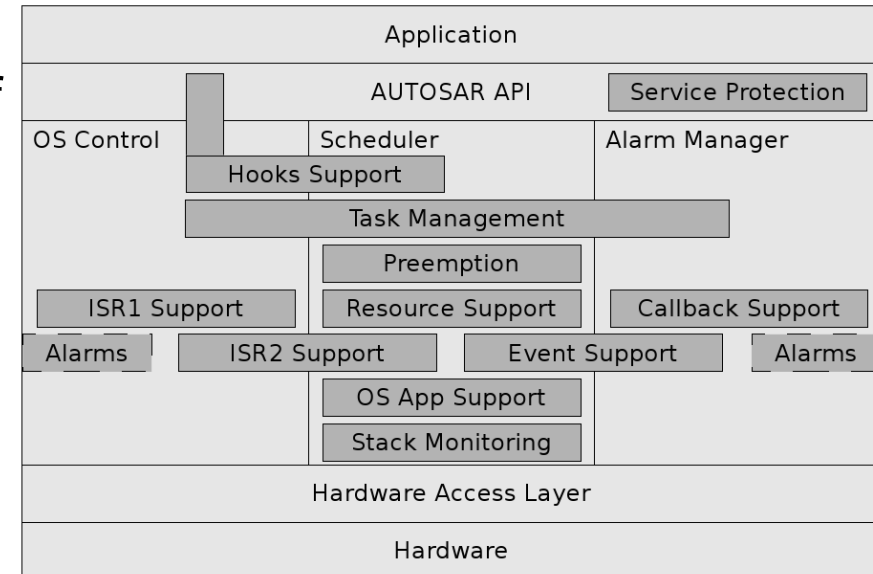 Application
AUTOSAR API
Service Protection
OS Control
Scheduler
Alarm Manager
Hooks Support
Task Management
Preemption
ISR1 Support
Resource Support
Callback Support
Alarms
ISR2 Support
Event Support
Alarms
OS App Support
Stack Monitoring
Hardware Access Layer
Hardware